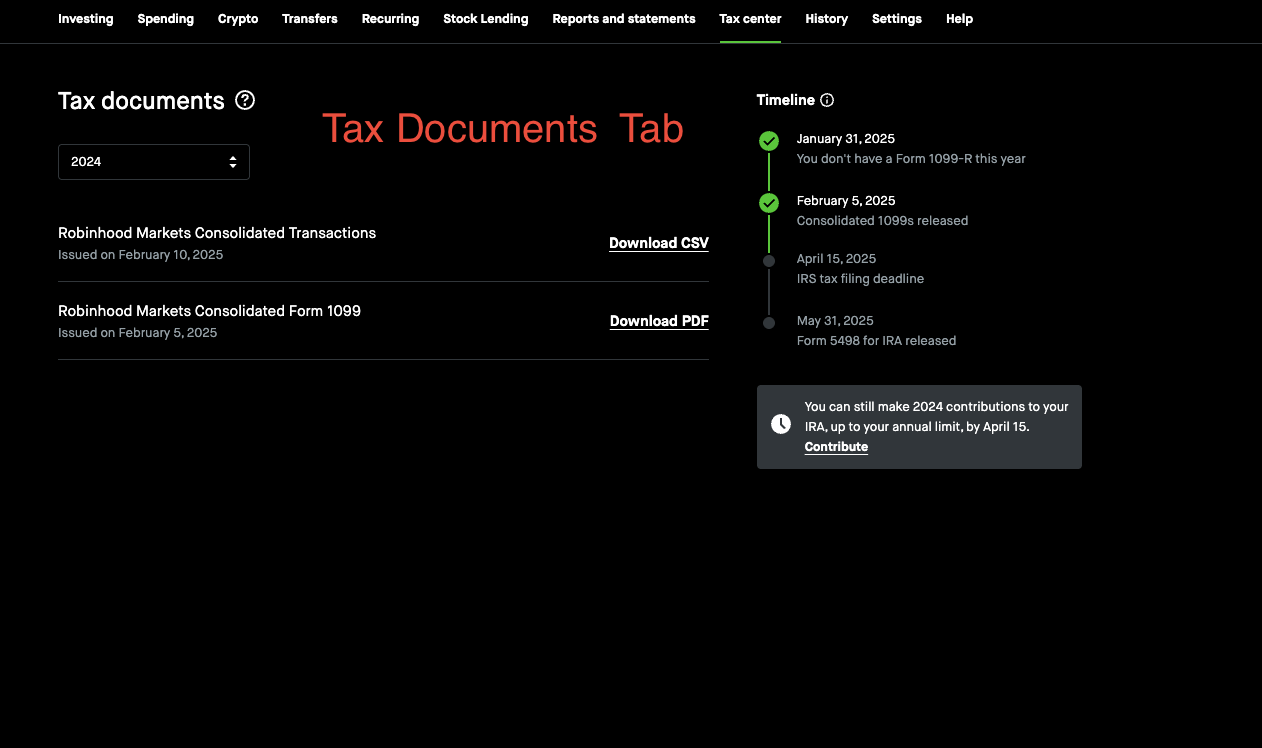 Investing Spending Crypto Transfers Recurring Stock Lending Reports and statements Tax center History Settings Help
Tax documents
Tax Documents Tab
2024
Robinhood Markets Consolidated Transactions
Issued on February 10, 2025
Download CSV
Robinhood Markets Consolidated Form 1099
Issued on February 5, 2025
Download PDF
Timeline
January 31, 2025
You don't have a Form 1099-R this year
February 5, 2025
Consolidated 1099s released
April 15, 2025
IRS tax filing deadline
May 31, 2025
Form 5498 for IRA released
You can still make 2024 contributions to your
IRA, up to your annual limit, by April 15.
Contribute